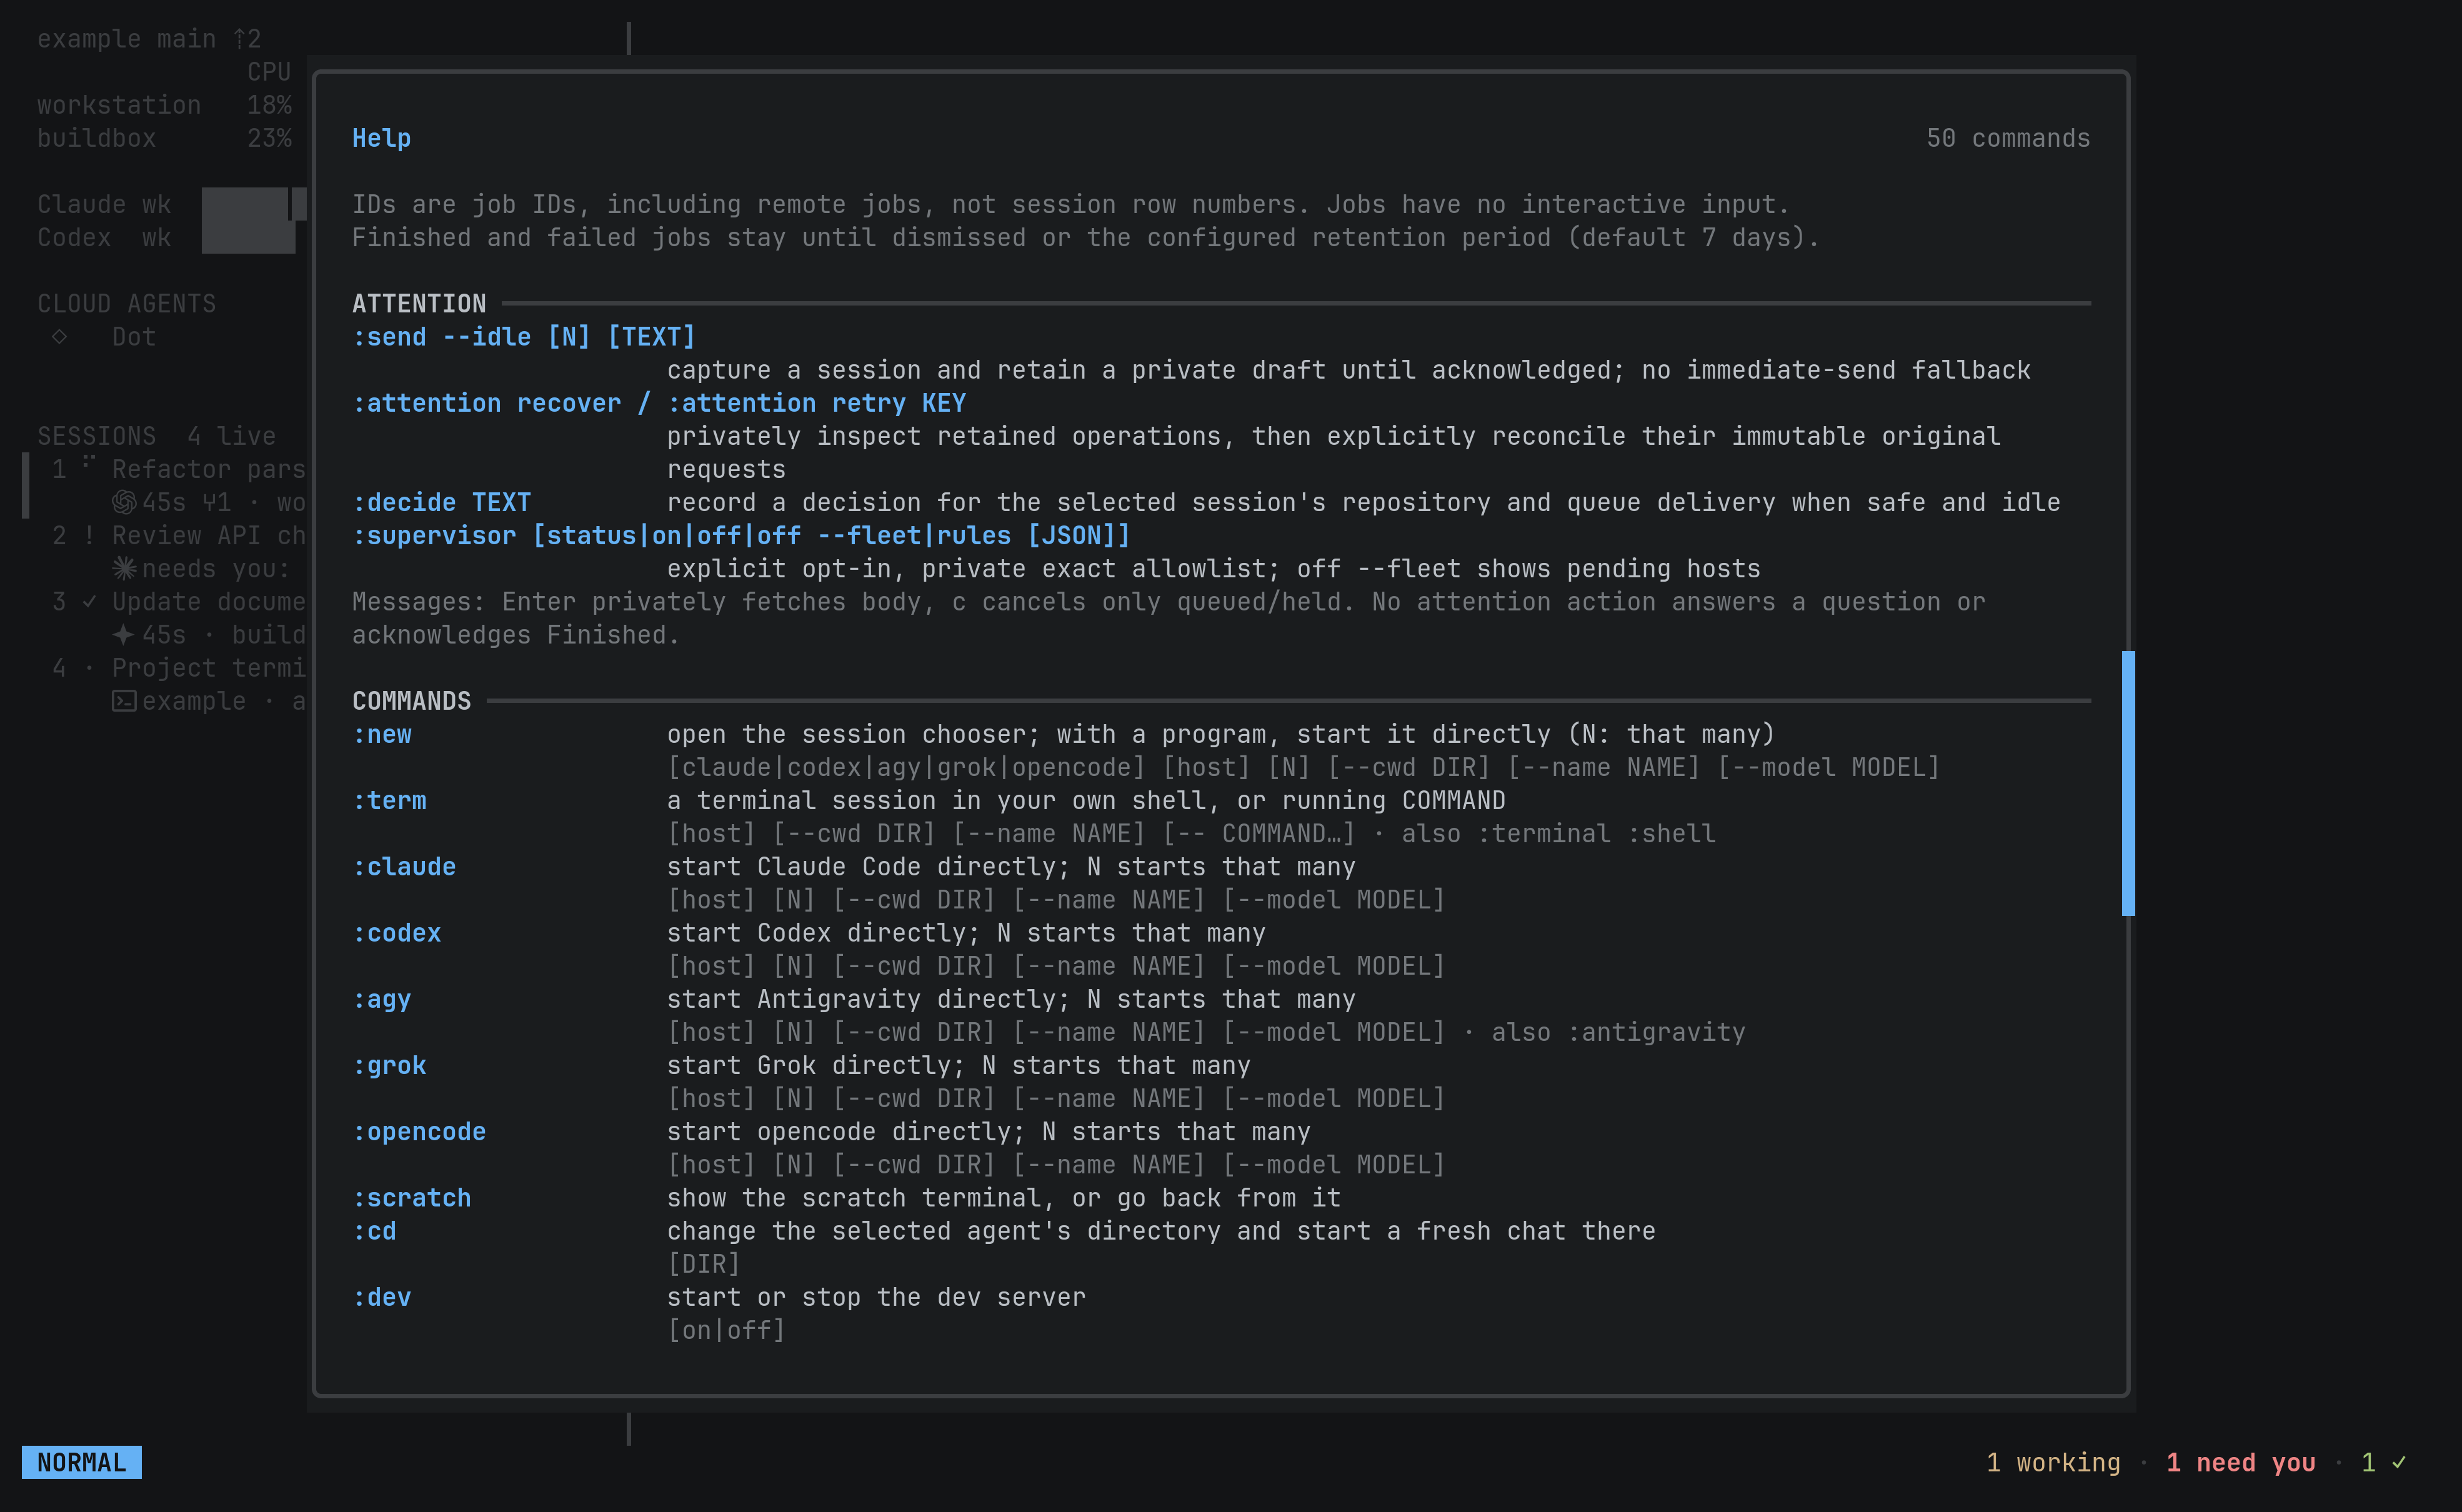 example main ⇡2
CPU
workstation 18%
buildbox 23%
Claude wk
Codex wk
CLOUD AGENTS
◇ Dot
SESSIONS 4 live
1 Refactor pars
45s 1 · wo
2 ! Review API ch
needs you:
3 ✓ Update docume
45s · build
4 · Project termi
example · a
Help 50 commands
IDs are job IDs, including remote jobs, not session row numbers. Jobs have no interactive input.
Finished and failed jobs stay until dismissed or the configured retention period (default 7 days).
ATTENTION
:send --idle [N] [TEXT]
capture a session and retain a private draft until acknowledged; no immediate-send fallback
:attention recover / :attention retry KEY
privately inspect retained operations, then explicitly reconcile their immutable original
requests
:decide TEXT record a decision for the selected session's repository and queue delivery when safe and idle
:supervisor [status|on|off|off --fleet|rules [JSON]]
explicit opt-in, private exact allowlist; off --fleet shows pending hosts
Messages: Enter privately fetches body, c cancels only queued/held. No attention action answers a question or
acknowledges Finished.
COMMANDS
:new open the session chooser; with a program, start it directly (N: that many)
[claude|codex|agy|grok|opencode] [host] [N] [--cwd DIR] [--name NAME] [--model MODEL]
:term a terminal session in your own shell, or running COMMAND
[host] [--cwd DIR] [--name NAME] [-- COMMAND…] · also :terminal :shell
:claude start Claude Code directly; N starts that many
[host] [N] [--cwd DIR] [--name NAME] [--model MODEL]
:codex start Codex directly; N starts that many
[host] [N] [--cwd DIR] [--name NAME] [--model MODEL]
:agy start Antigravity directly; N starts that many
[host] [N] [--cwd DIR] [--name NAME] [--model MODEL] · also :antigravity
:grok start Grok directly; N starts that many
[host] [N] [--cwd DIR] [--name NAME] [--model MODEL]
:opencode start opencode directly; N starts that many
[host] [N] [--cwd DIR] [--name NAME] [--model MODEL]
:scratch show the scratch terminal, or go back from it
:cd change the selected agent's directory and start a fresh chat there
[DIR]
:dev start or stop the dev server
[on|off]
NORMAL 1 working · 1 need you · 1 ✓